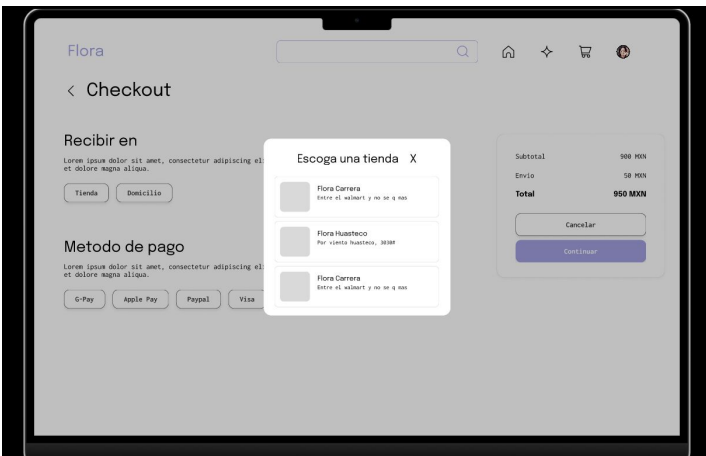 Flora
Checkout
Recibir en
Lorem ipsum dolor sit amet, consectetur adipiscing el
et dolore magna aliqua.
Tienda
Domicilio
Metodo de pago
Lorem ipsum dolor sit amet, consectetur adipiscing el
et dolore magna aliqua.
G-Pay
Apple Pay
Paypal
Visa
Escoga una tienda X
Flora Carrera
Entre el walmart y no se q mas
Flora Huasteco
Por viento huasteco, 3030#
Flora Carrera
Entre el walmart y no se q mas
Subtotal 900 MXN
Envio 50 MXN
Total 950 MXN
Cancelar
Continuar